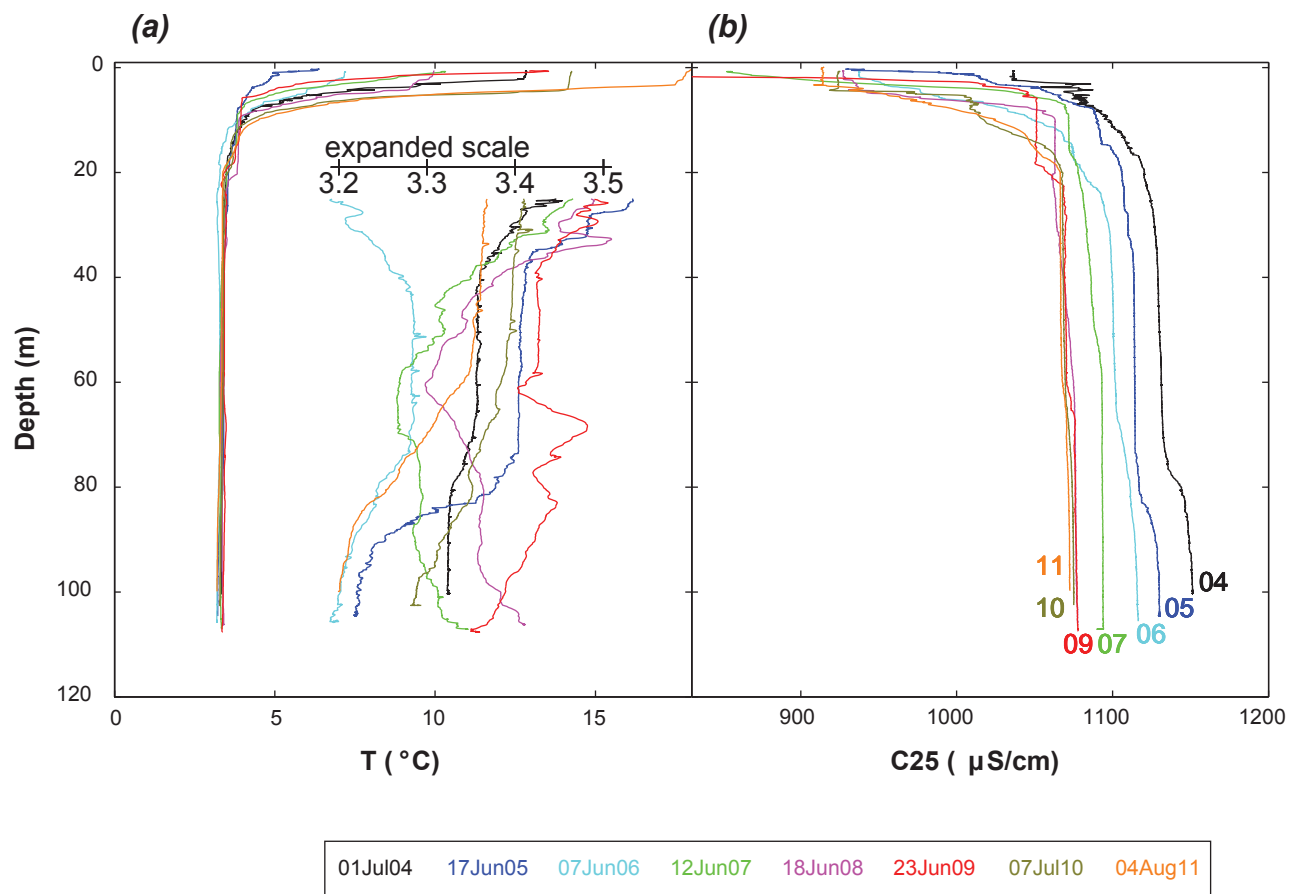 (a) (b)
0
20
40
60
80
100
120
Depth (m)
expanded scale
3.2 3.3 3.4 3.5
11
10
09
07
06
05
04
0 5 10 15
900 1000 1100 1200
T ( °C)
C25 ( µS/cm)
01Jul04 17Jun05 07Jun06 12Jun07 18Jun08 23Jun09 07Jul10 04Aug11